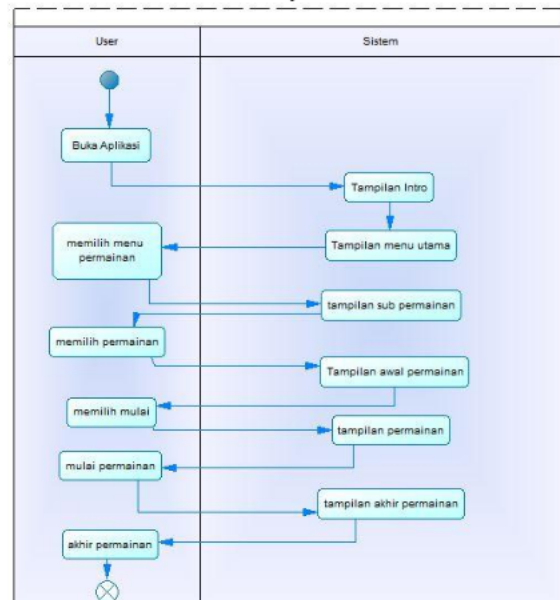 User
Sistem
Buka Aplikasi
Tampilan Intro
Tampilan menu utama
memilih menu
permainan
tampilan sub permainan
memilih permainan
Tampilan awal permainan
memilih mulai
tampilan permainan
mulai permainan
tampilan akhir permainan
akhir permainan